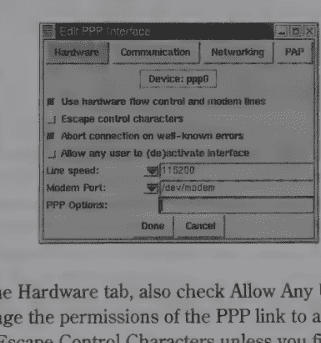 Edit PPP Interface
Hardware Communication Networking PAP
Device: ppp0
Use hardware flow control and modem lines
Escape control characters
Abort connection on well-known errors
Allow any user to (de)activate interface
Line speed: 115200
Modem Port: /dev/modem
PPP Options:
Done Cancel
ne Hardware tab, also check Allow Any
nge the permissions of the PPP link to a
Escape Control Characters unless you fi